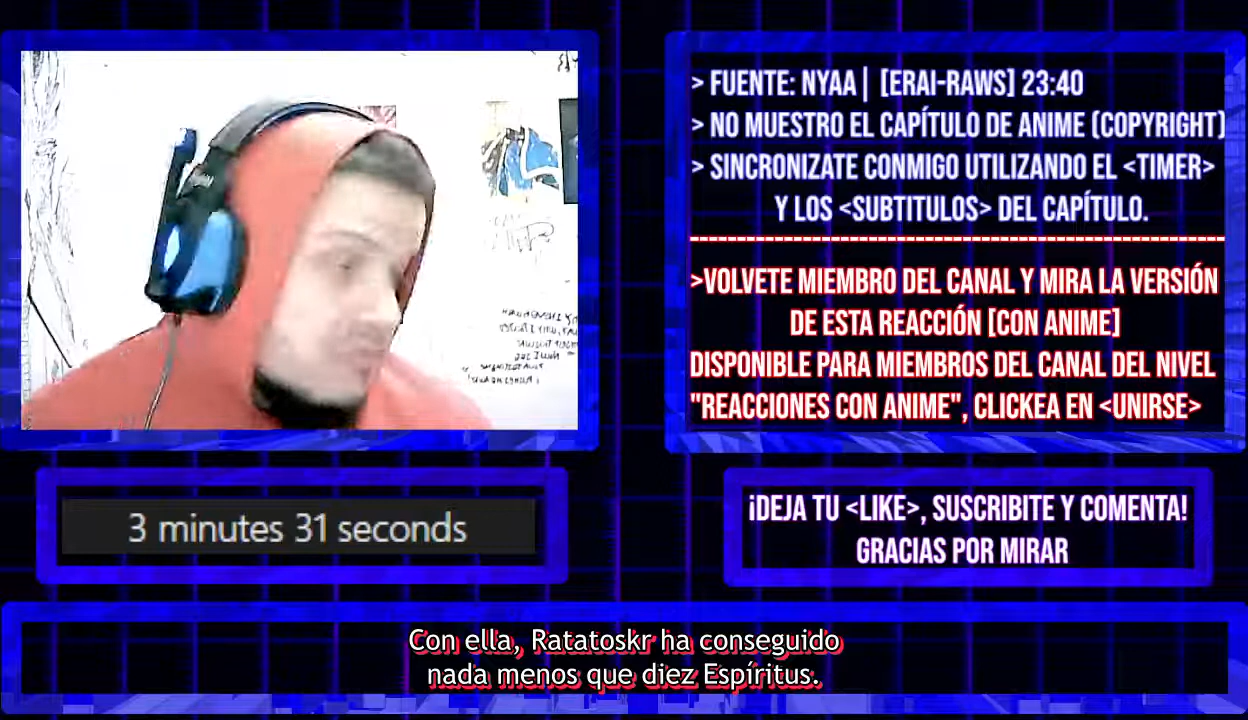 > FUENTE: NYAA| [ERAI-RAWS] 23:40
> NO MUESTRO EL CAPÍTULO DE ANIME (COPYRIGHT)
> SINCRONIZATE CONMIGO UTILIZANDO EL <TIMER>
Y LOS <SUBTITULOS> DEL CAPÍTULO.
>VOLVETE MIEMBRO DEL CANAL Y MIRA LA VERSIÓN
DE ESTA REACCIÓN [CON ANIME]
DISPONIBLE PARA MIEMBROS DEL CANAL DEL NIVEL
"REACCIONES CON ANIME", CLICKEA EN <UNIRSE>
3 minutes 31 seconds
¡DEJA TU <LIKE>, SUSCRIBITE Y COMENTA!
GRACIAS POR MIRAR
Con ella, Ratatoskr ha conseguido
nada menos que diez Espíritus.